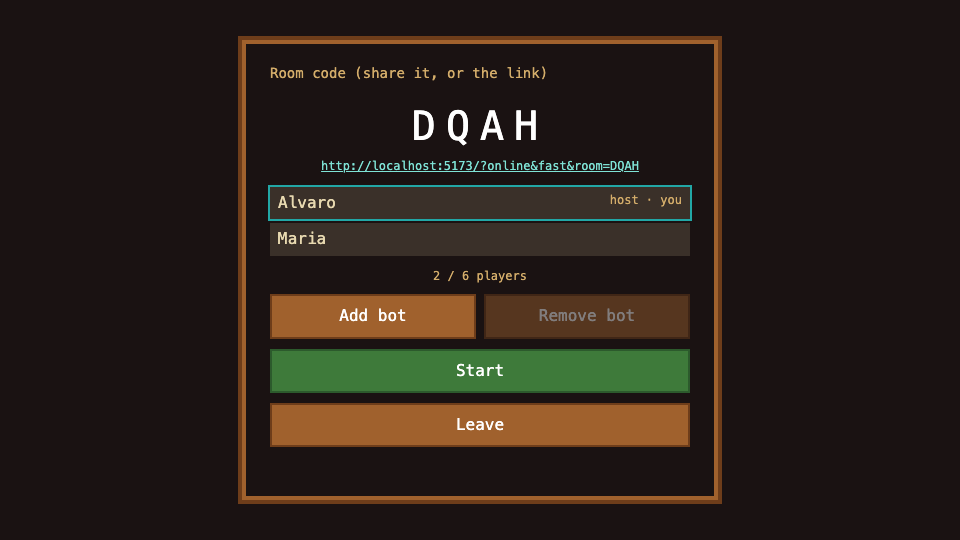 Room code (share it, or the link)
DQAH
http://localhost:5173/?online&fast&room=DQAH
Alvaro host · you
Maria
2 / 6 players
Add bot Remove bot
Start
Leave